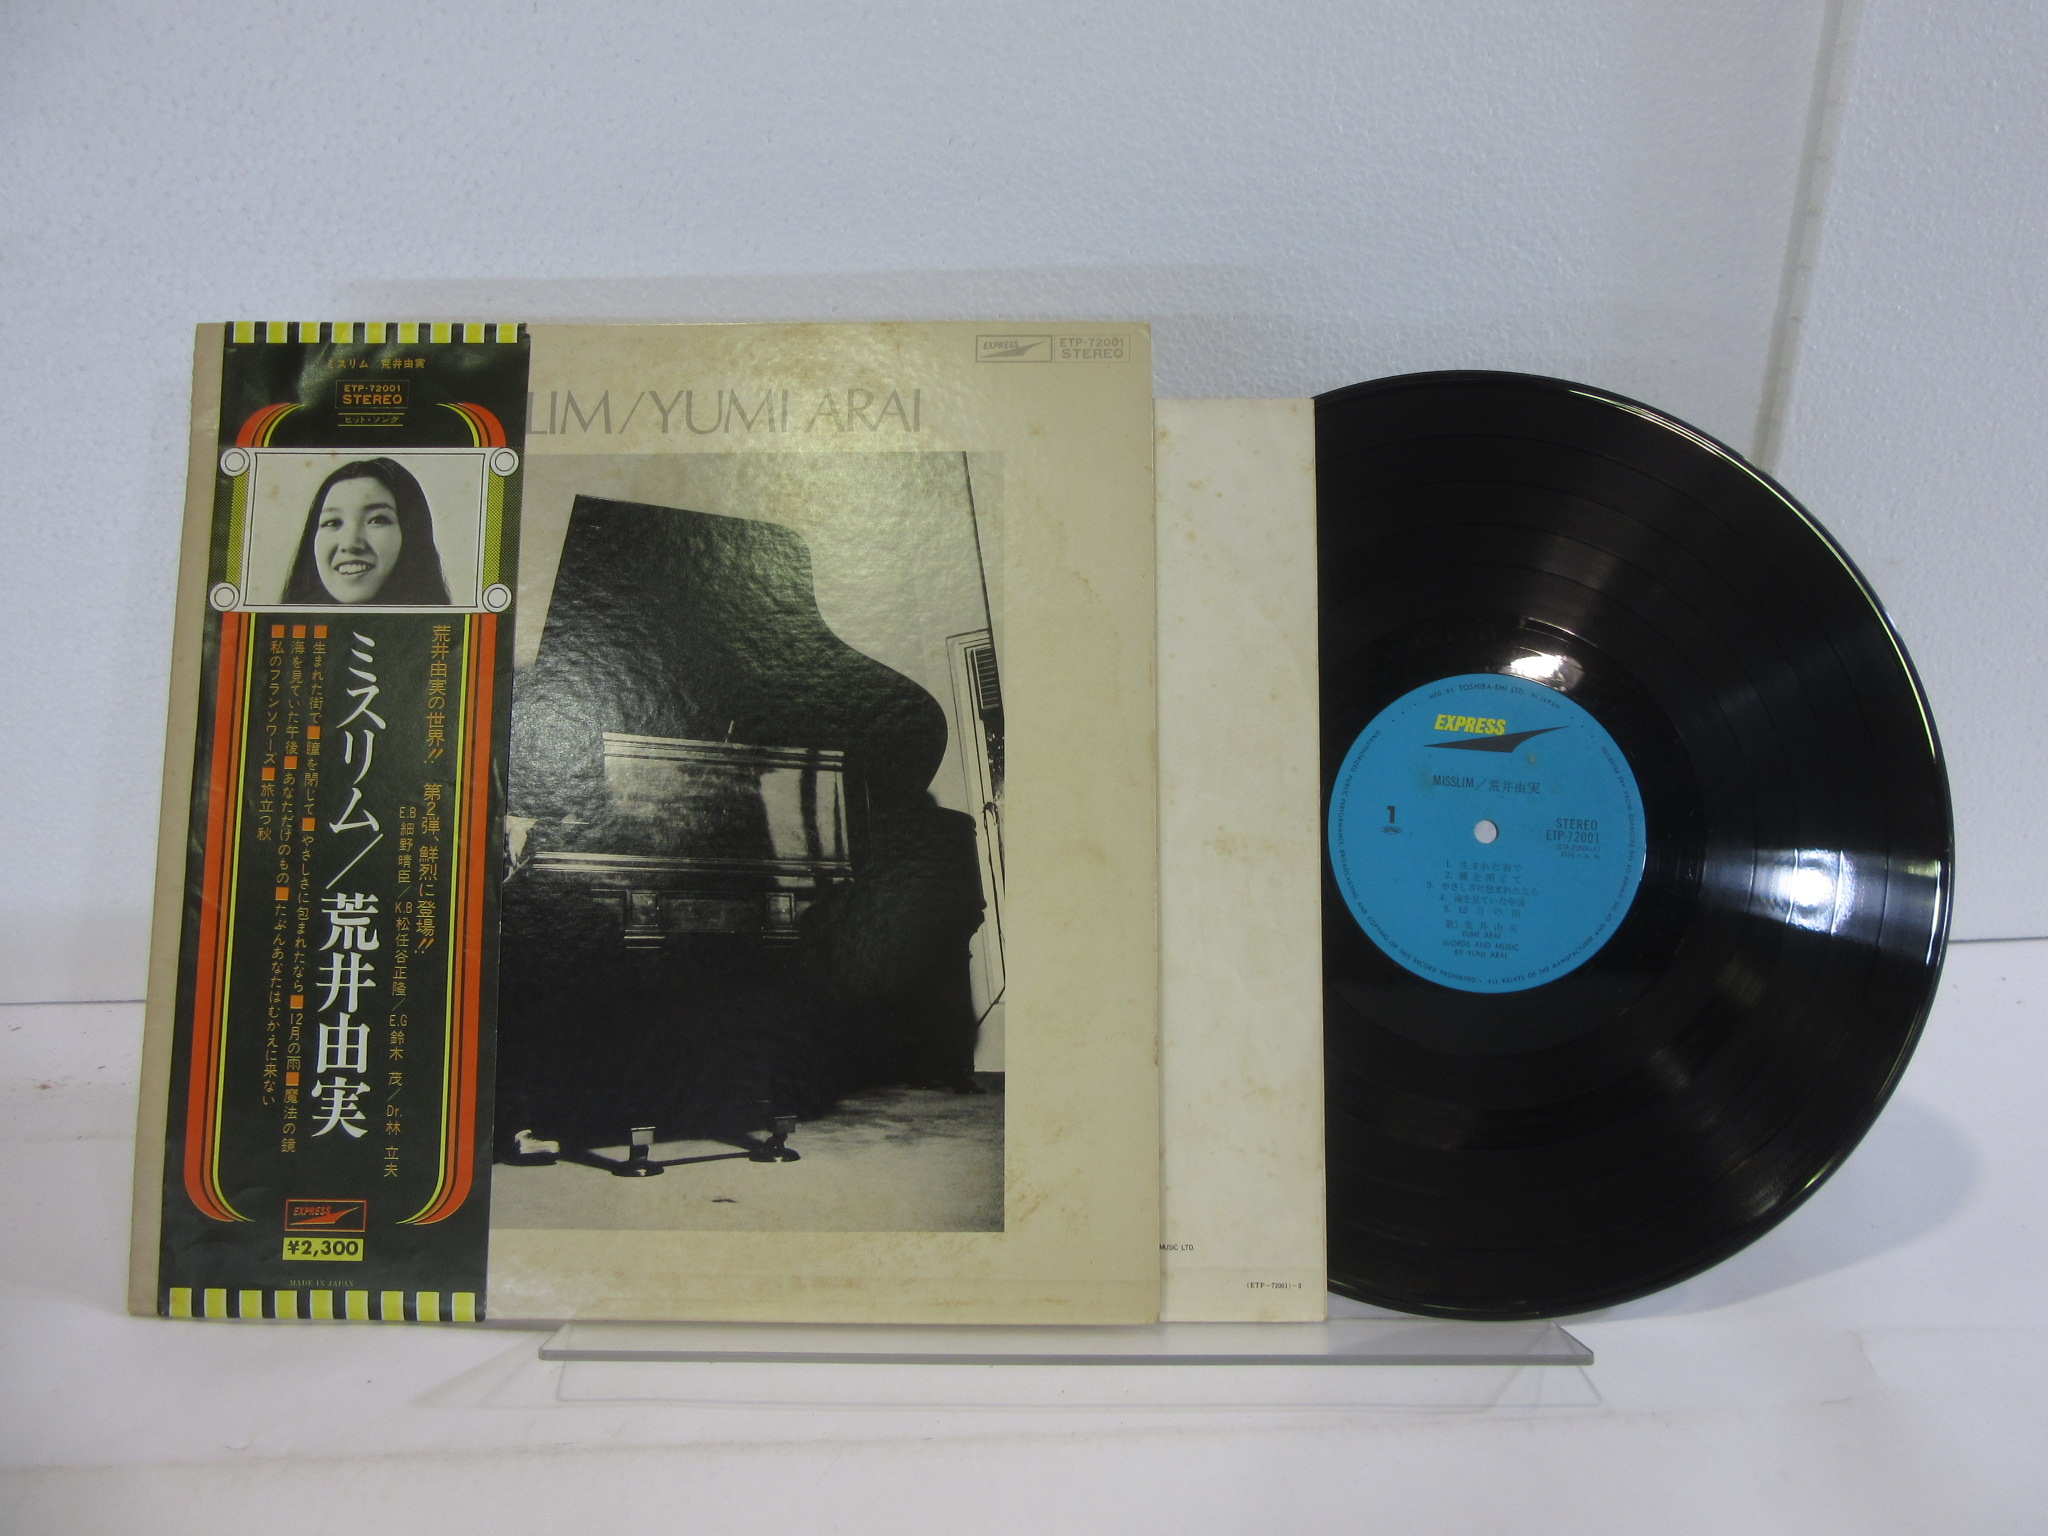 ミスリム／荒井由実
ETP-72001
STEREO
ヒット・ソング
荒井由実の世界!! 第2弾、鮮烈に登場!!
E.B 細野晴臣／K.B 松任谷正隆／E.G 鈴木 茂／Dr. 林 立夫
ミスリム／荒井由実
■生まれた街で■瞳を閉じて■やさしさに包まれたなら■12月の雨■魔法の鏡
■海を見ていた午後■あなただけのもの■たぶんあなたはむかえに来ない
■私のフランソワーズ■旅立つ秋
EXPRESS
¥2,300
MADE IN JAPAN
LIM/YUMI ARAI
EXPRESS
ETP-72001
STEREO
MUSIC LTD.
(ETP-72001)-3
MFD. BY TOSHIBA-EMI LTD. IN JAPAN
EXPRESS
MISSLIM／荒井由実
1
STEREO
ETP-72001
1. 生まれた街で
2. 瞳を閉じて
3. やさしさに包まれたなら
4. 海を見ていた午後
5. 12月の雨
歌）荒井由実
YUMI ARAI
WORDS AND MUSIC
BY YUMI ARAI